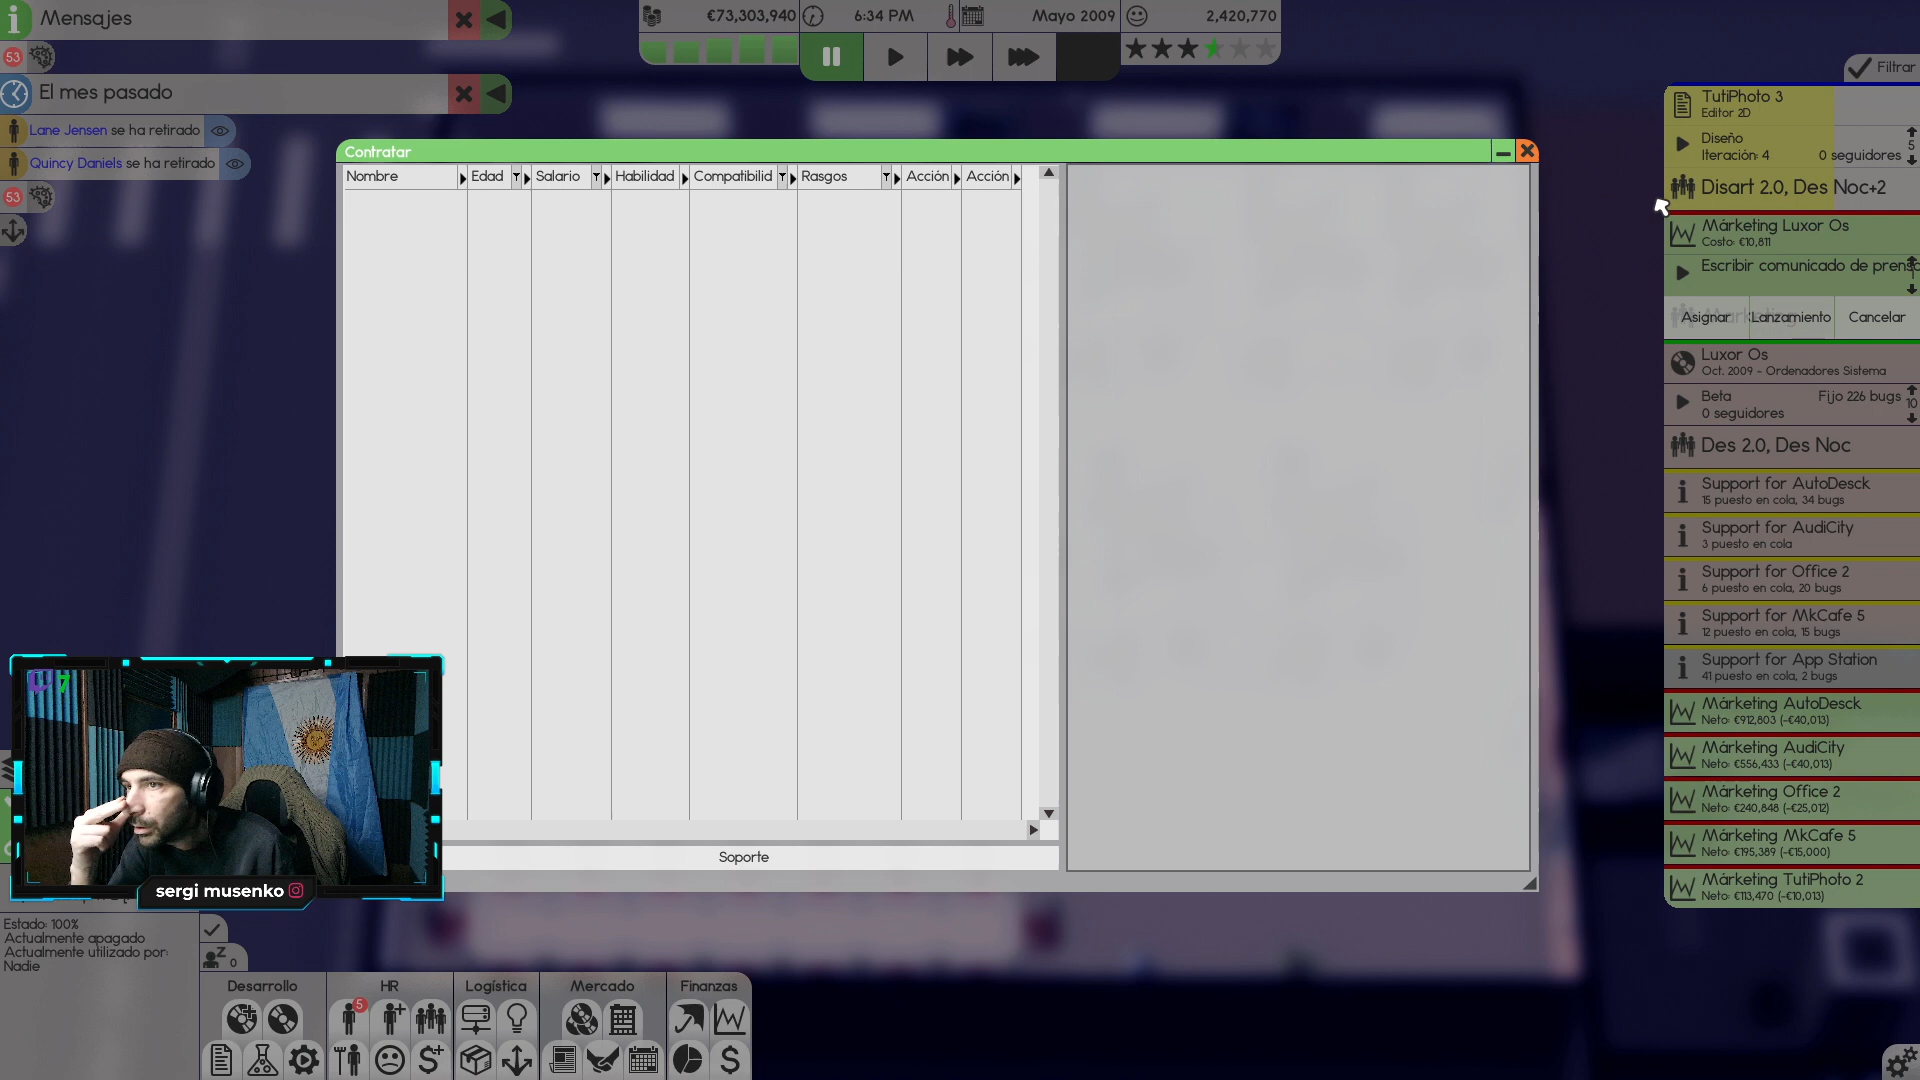 Mensajes
53
El mes pasado
Lane Jensen se ha retirado
Quincy Daniels se ha retirado
53
€73,303,940
6:34 PM
Mayo 2009
2,420,770
Filtrar
TutiPhoto 3
Editor 2D
Diseño
Iteración: 4
0 seguidores
5
Disart 2.0, Des Noc+2
Márketing Luxor Os
Costo: €10,811
Escribir comunicado de prensa
Asignar
Lanzamiento
Cancelar
Luxor Os
Oct. 2009 - Ordenadores Sistema
Beta
Fijo 226 bugs
0 seguidores
10
Des 2.0, Des Noc
Support for AutoDesck
15 puesto en cola, 34 bugs
Support for AudiCity
3 puesto en cola
Support for Office 2
6 puesto en cola, 20 bugs
Support for MkCafe 5
12 puesto en cola, 15 bugs
Support for App Station
41 puesto en cola, 2 bugs
Márketing AutoDesck
Neto: €912,803 (-€40,013)
Márketing AudiCity
Neto: €556,433 (-€40,013)
Márketing Office 2
Neto: €240,848 (-€25,012)
Márketing MkCafe 5
Neto: €195,389 (-€15,000)
Márketing TutiPhoto 2
Neto: €113,470 (-€10,013)
Contratar
Nombre
Edad
Salario
Habilidad
Compatibilid
Rasgos
Acción
Acción
Soporte
7
sergi musenko
Estado: 100%
Actualmente apagado
Actualmente utilizado por:
Nadie
Z 0
Desarrollo
HR
Logística
Mercado
Finanzas
5